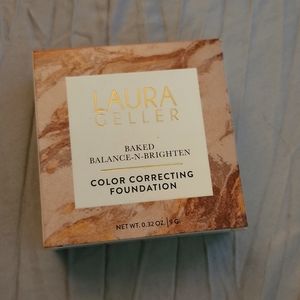 LAURA
GELLER
BAKED
BALANCE-N-BRIGHTEN
COLOR CORRECTING
FOUNDATION
NET WT. 0.32 OZ. | 9 G.